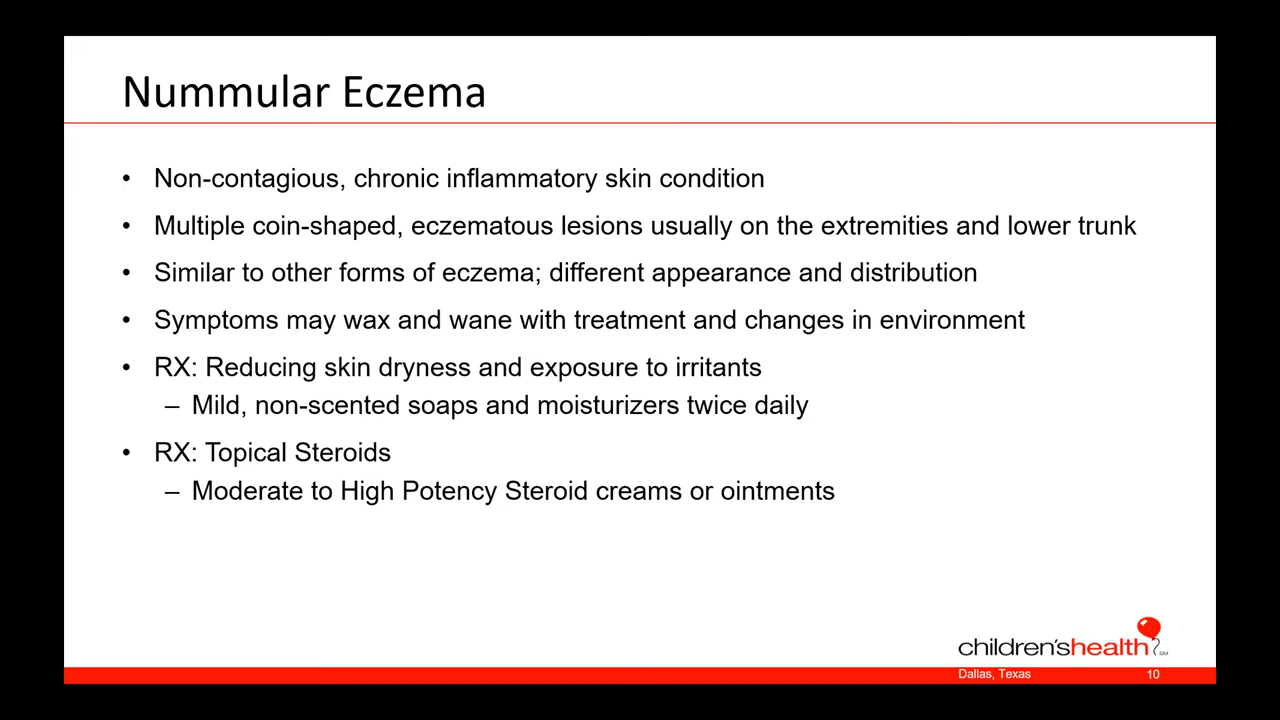 Nummular Eczema
• Non-contagious, chronic inflammatory skin condition
• Multiple coin-shaped, eczematous lesions usually on the extremities and lower trunk
• Similar to other forms of eczema; different appearance and distribution
• Symptoms may wax and wane with treatment and changes in environment
• RX: Reducing skin dryness and exposure to irritants
– Mild, non-scented soaps and moisturizers twice daily
• RX: Topical Steroids
– Moderate to High Potency Steroid creams or ointments
children'shealth℠
Dallas, Texas
10